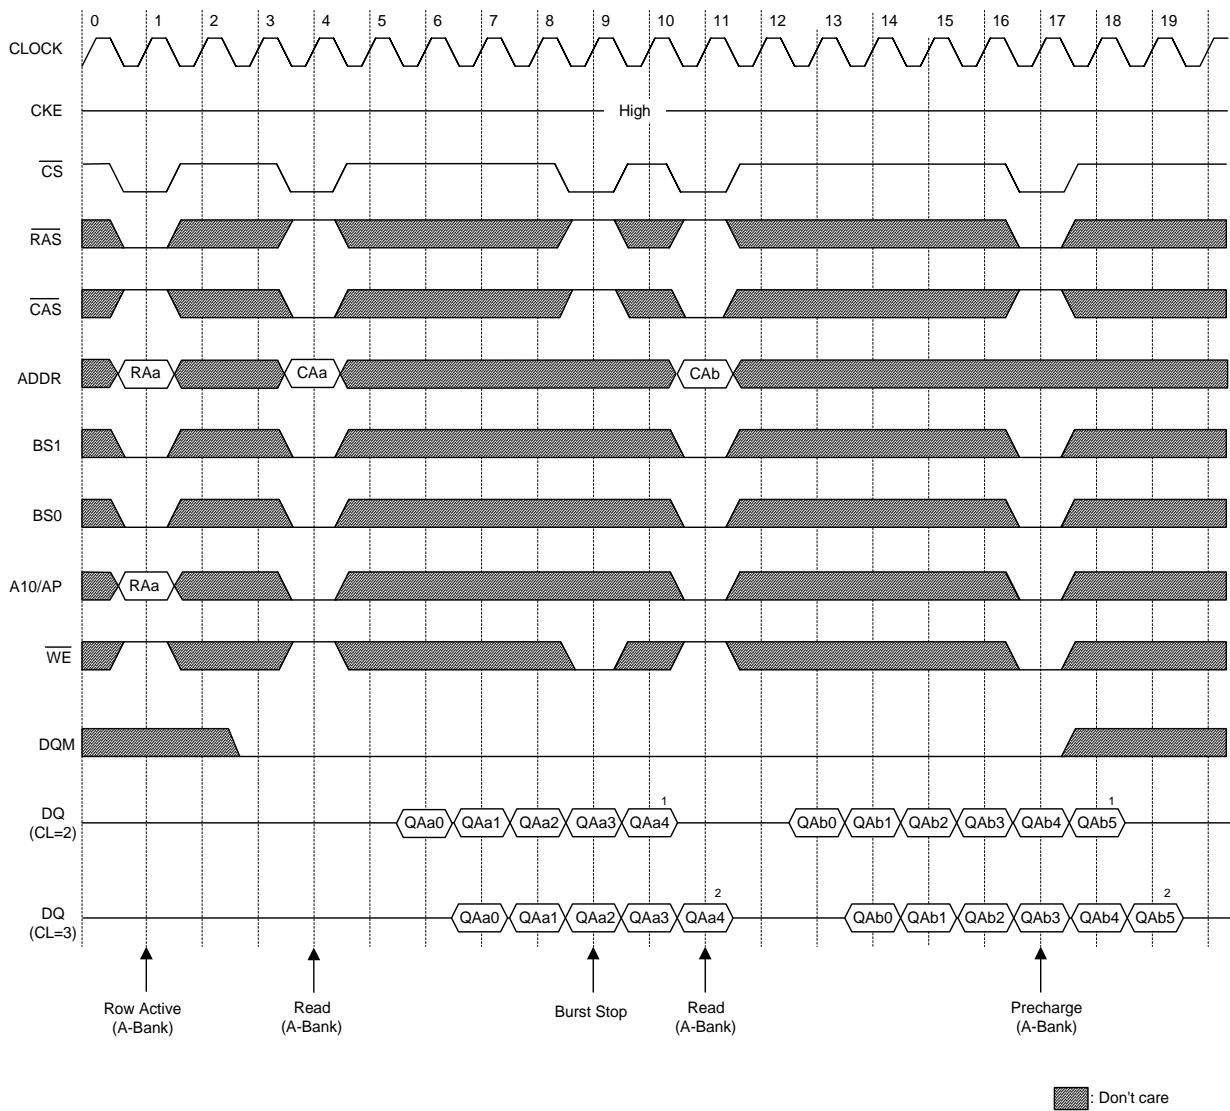 0 1 2 3 4 5 6 7 8 9 10 11 12 13 14 15 16 17 18 19
CLOCK
CKE High
CS
RAS
CAS
ADDR RAa CAa CAb
BS1
BS0
A10/AP RAa
WE
DQM
1 1
DQ
(CL=2) QAa0 QAa1 QAa2 QAa3 QAa4 QAb0 QAb1 QAb2 QAb3 QAb4 QAb5
2 2
DQ
(CL=3) QAa0 QAa1 QAa2 QAa3 QAa4 QAb0 QAb1 QAb2 QAb3 QAb4 QAb5
Row Active
(A-Bank)
Read
(A-Bank)
Burst Stop
Read
(A-Bank)
Precharge
(A-Bank)
: Don't care